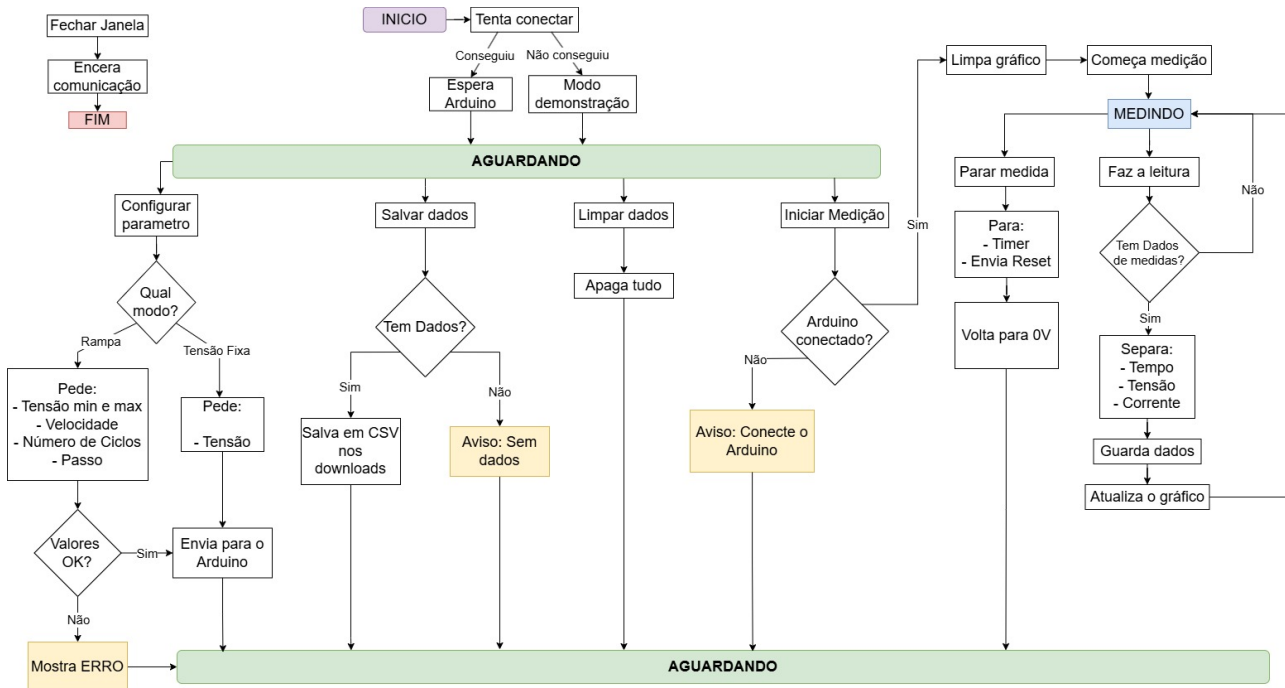 Fechar Janela
Encera
comunicação
FIM
INICIO
Tenta conectar
Conseguiu
Não conseguiu
Espera
Arduino
Modo
demonstração
AGUARDANDO
Configurar
parametro
Qual
modo?
Rampa
Tensão Fixa
Pede:
- Tensão min e max
- Velocidade
- Número de Ciclos
- Passo
Pede:
- Tensão
Valores
OK?
Sim
Envia para o
Arduino
Não
Mostra ERRO
Salvar dados
Tem Dados?
Sim
Não
Salva em CSV
nos
downloads
Aviso: Sem
dados
Limpar dados
Apaga tudo
Iniciar Medição
Arduino
conectado?
Não
Sim
Aviso: Conecte o
Arduino
Limpa gráfico
Começa medição
MEDINDO
Parar medida
Para:
- Timer
- Envia Reset
Volta para 0V
Faz a leitura
Tem Dados
de medidas?
Não
Sim
Separa:
- Tempo
- Tensão
- Corrente
Guarda dados
Atualiza o gráfico
AGUARDANDO